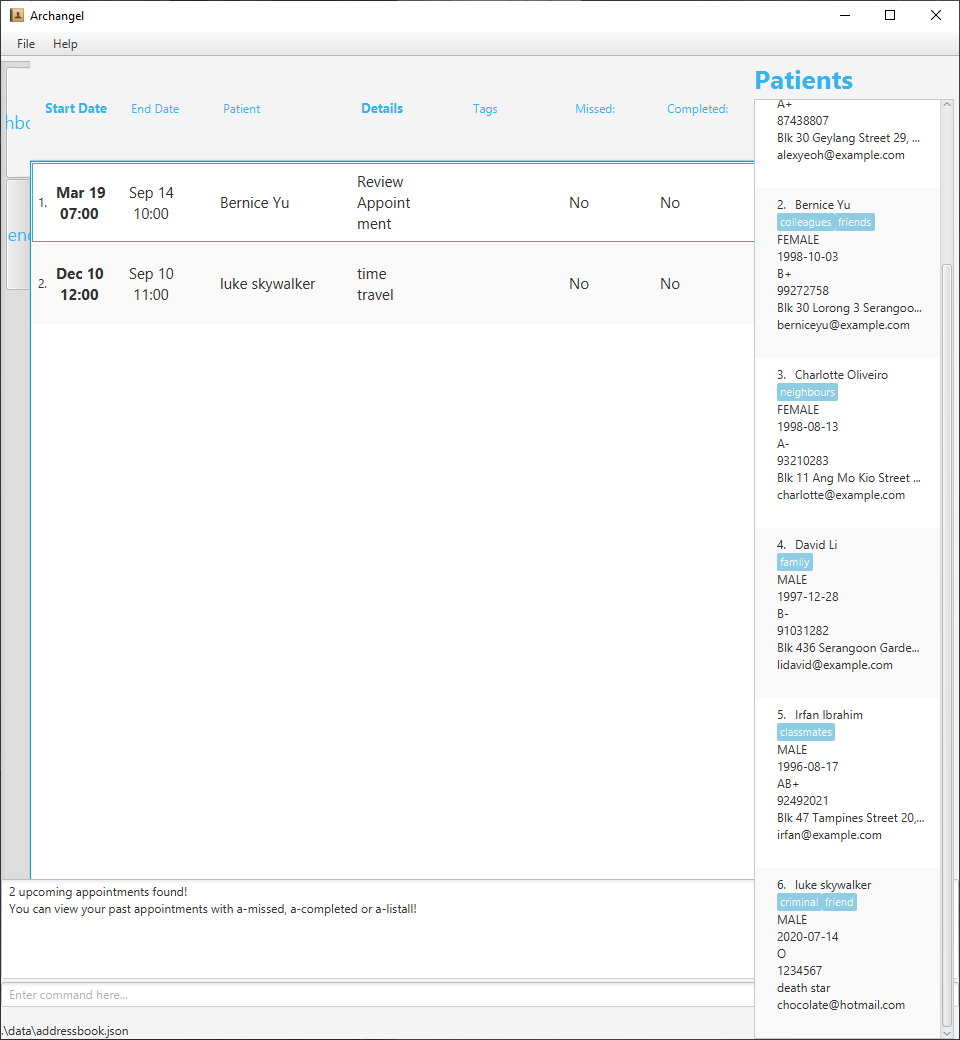 Archangel
File Help
hbo
end
Start Date End Date Patient Details Tags Missed: Completed:
1. Mar 19 07:00 Sep 14 10:00 Bernice Yu Review Appoint ment No No
2. Dec 10 12:00 Sep 10 11:00 luke skywalker time travel No No
2 upcoming appointments found!
You can view your past appointments with a-missed, a-completed or a-listall!
Enter command here...
.\data\addressbook.json
Patients
A+
87438807
Blk 30 Geylang Street 29, ...
alexyeoh@example.com
2. Bernice Yu
colleagues friends
FEMALE
1998-10-03
B+
99272758
Blk 30 Lorong 3 Serangoo...
berniceyu@example.com
3. Charlotte Oliveiro
neighbours
FEMALE
1998-08-13
A-
93210283
Blk 11 Ang Mo Kio Street ...
charlotte@example.com
4. David Li
family
MALE
1997-12-28
B-
91031282
Blk 436 Serangoon Garde...
lidavid@example.com
5. Irfan Ibrahim
classmates
MALE
1996-08-17
AB+
92492021
Blk 47 Tampines Street 20,...
irfan@example.com
6. luke skywalker
criminal friend
MALE
2020-07-14
O
1234567
death star
chocolate@hotmail.com